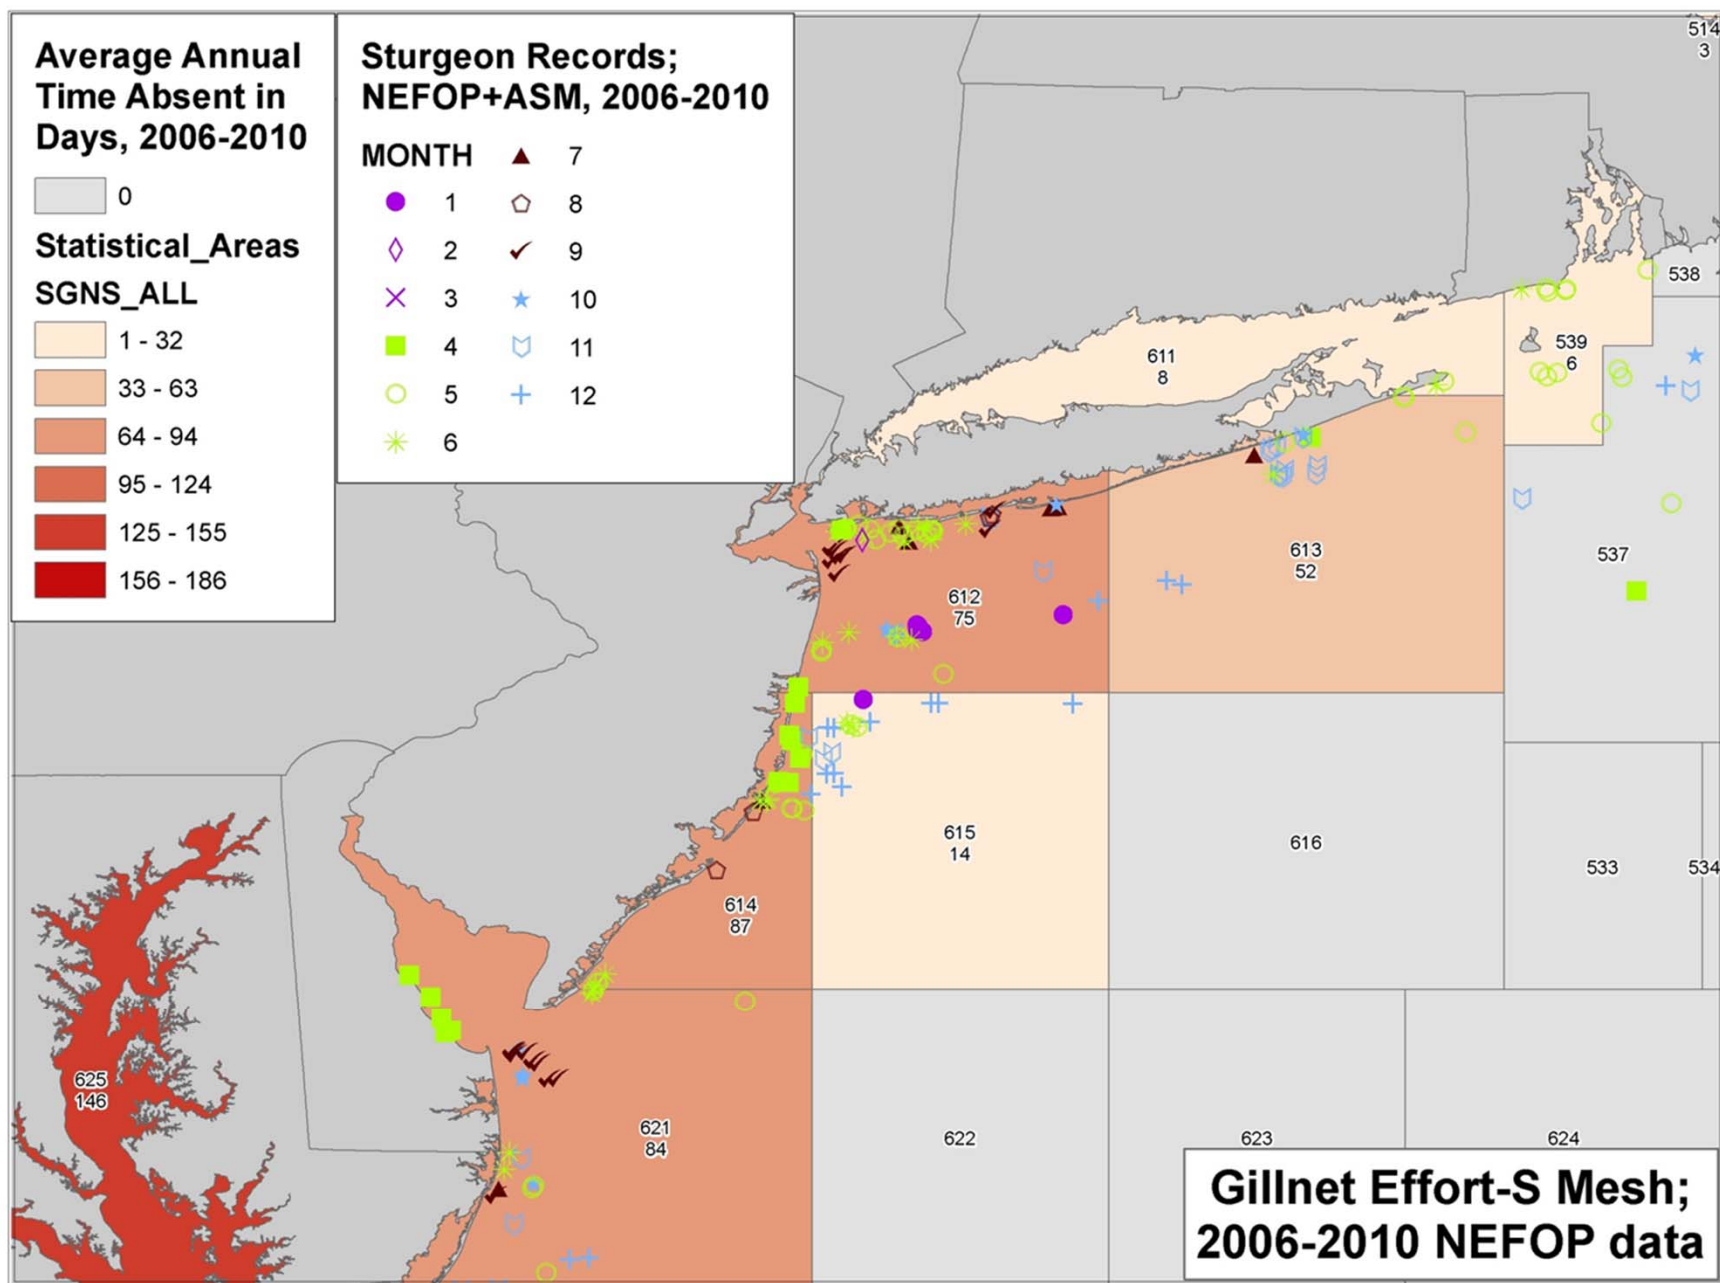 Average Annual
Time Absent in
Days, 2006-2010
0
Statistical_Areas
SGNS_ALL
1 - 32
33 - 63
64 - 94
95 - 124
125 - 155
156 - 186
Sturgeon Records;
NEFOP+ASM, 2006-2010
MONTH
1
2
3
4
5
6
7
8
9
10
11
12
514
3
538
539
6
611
8
613
52
537
612
75
615
14
616
533
534
614
87
625
146
621
84
622
623
624
Gillnet Effort-S Mesh;
2006-2010 NEFOP data